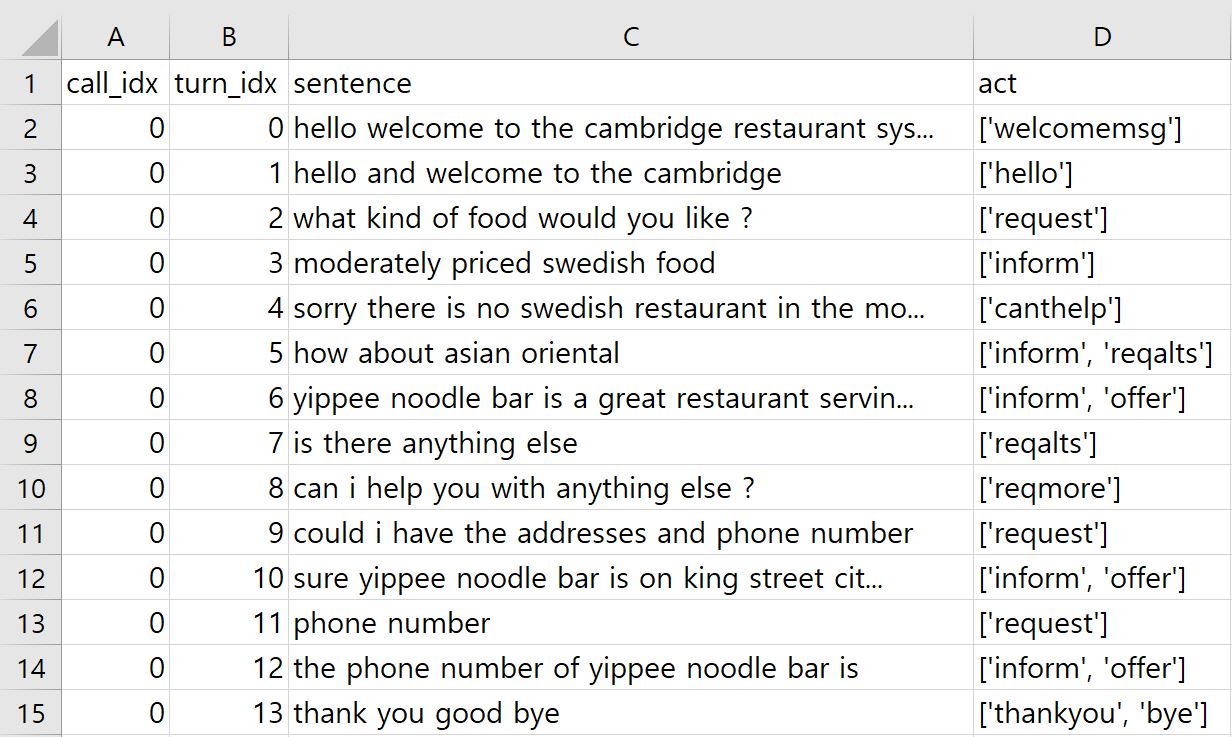 A B C D
1 call_idx turn_idx sentence act
2 0 0 hello welcome to the cambridge restaurant sys... ['welcomemsg']
3 0 1 hello and welcome to the cambridge ['hello']
4 0 2 what kind of food would you like ? ['request']
5 0 3 moderately priced swedish food ['inform']
6 0 4 sorry there is no swedish restaurant in the mo... ['canthelp']
7 0 5 how about asian oriental ['inform', 'reqalts']
8 0 6 yippee noodle bar is a great restaurant servin... ['inform', 'offer']
9 0 7 is there anything else ['reqalts']
10 0 8 can i help you with anything else ? ['reqmore']
11 0 9 could i have the addresses and phone number ['request']
12 0 10 sure yippee noodle bar is on king street cit... ['inform', 'offer']
13 0 11 phone number ['request']
14 0 12 the phone number of yippee noodle bar is ['inform', 'offer']
15 0 13 thank you good bye ['thankyou', 'bye']